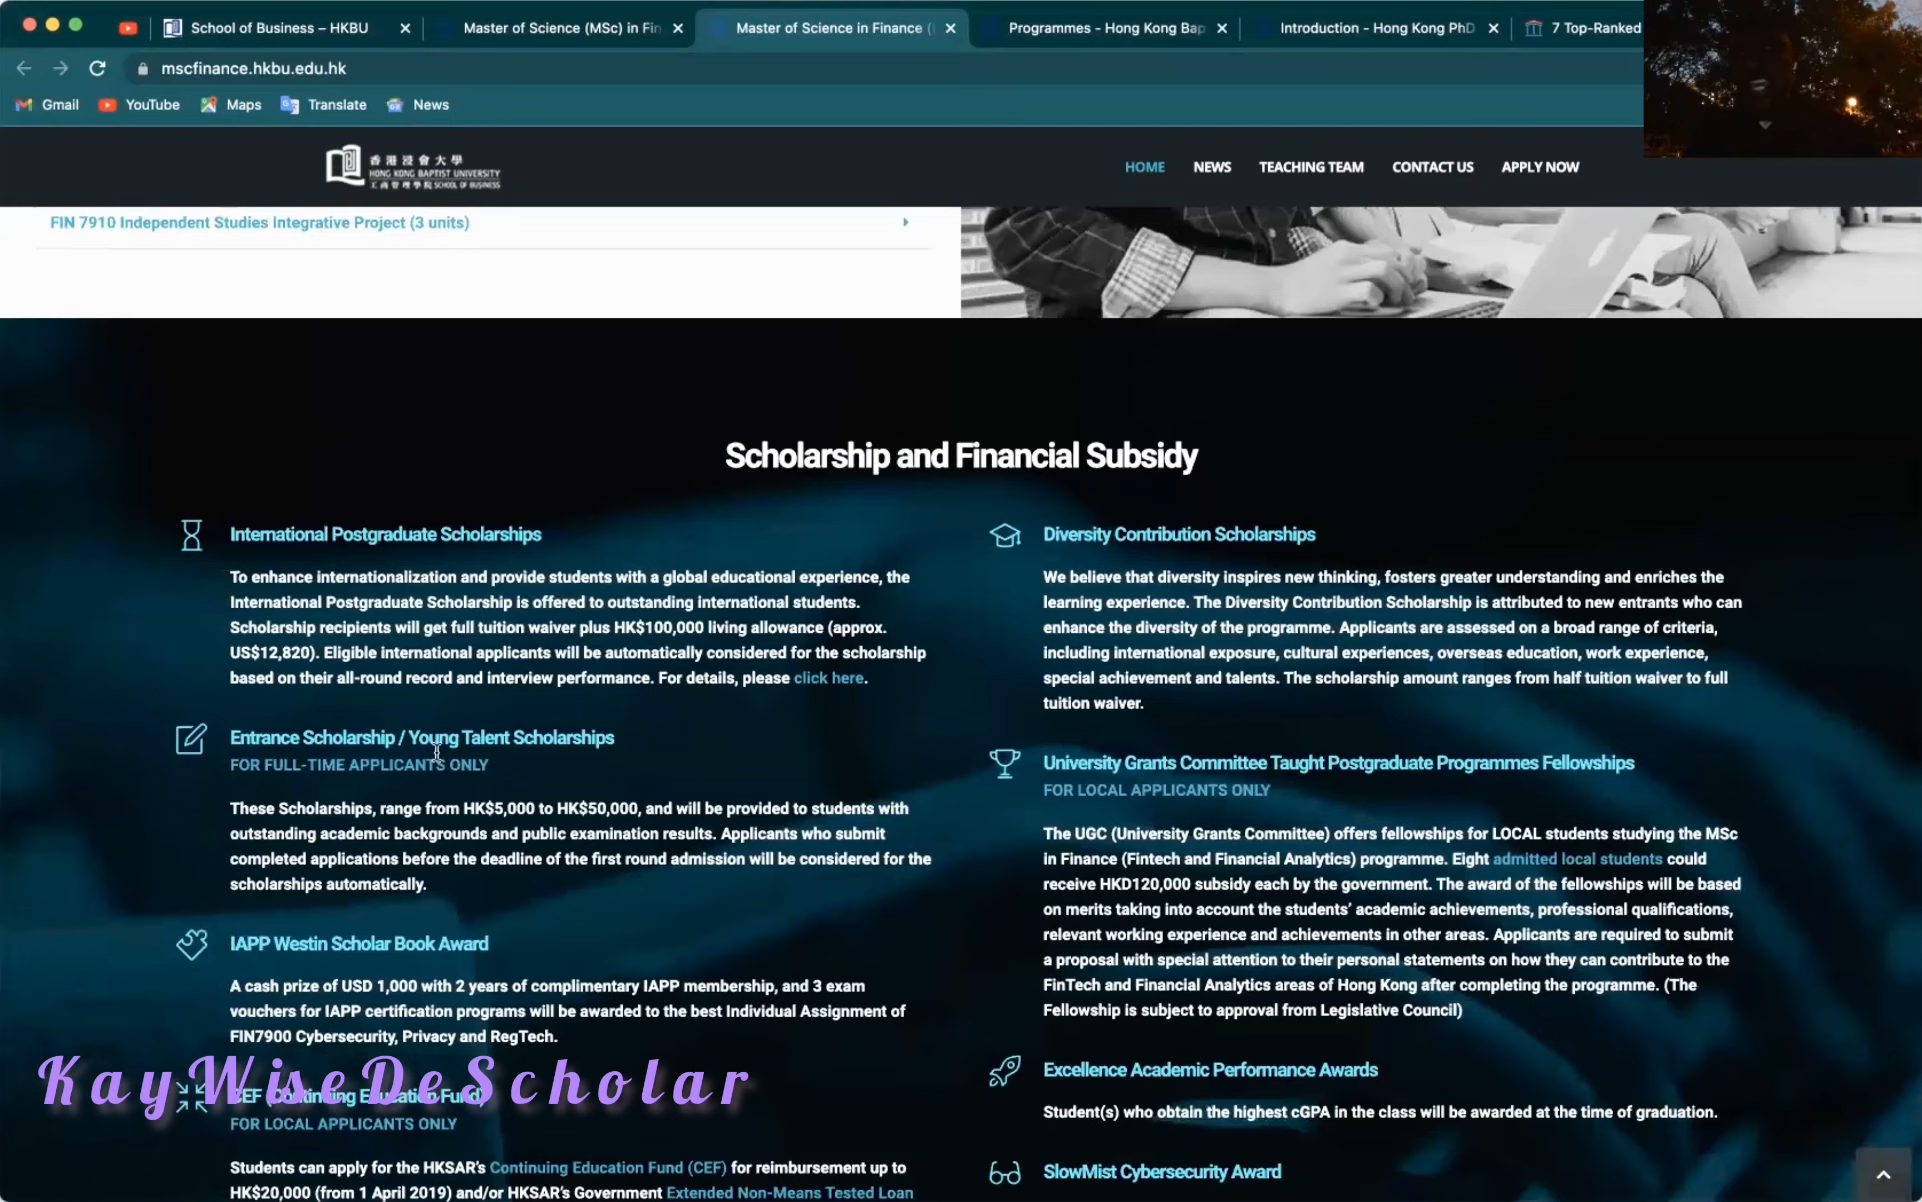 School of Business – HKBU
Master of Science (MSc) in Fin
Master of Science in Finance (
Programmes - Hong Kong Bap
Introduction - Hong Kong PhD
7 Top-Ranked
mscfinance.hkbu.edu.hk
Gmail
YouTube
Maps
Translate
News
香港浸會大學
HONG KONG BAPTIST UNIVERSITY
工商管理學院 SCHOOL OF BUSINESS
HOME
NEWS
TEACHING TEAM
CONTACT US
APPLY NOW
FIN 7910 Independent Studies Integrative Project (3 units)
Scholarship and Financial Subsidy
International Postgraduate Scholarships
To enhance internationalization and provide students with a global educational experience, the
International Postgraduate Scholarship is offered to outstanding international students.
Scholarship recipients will get full tuition waiver plus HK$100,000 living allowance (approx.
US$12,820). Eligible international applicants will be automatically considered for the scholarship
based on their all-round record and interview performance. For details, please click here.
Entrance Scholarship / Young Talent Scholarships
FOR FULL-TIME APPLICANTS ONLY
These Scholarships, range from HK$5,000 to HK$50,000, and will be provided to students with
outstanding academic backgrounds and public examination results. Applicants who submit
completed applications before the deadline of the first round admission will be considered for the
scholarships automatically.
IAPP Westin Scholar Book Award
A cash prize of USD 1,000 with 2 years of complimentary IAPP membership, and 3 exam
vouchers for IAPP certification programs will be awarded to the best Individual Assignment of
FIN7900 Cybersecurity, Privacy and RegTech.
KayWiseDeScholar
CEF (Continuing Education Fund)
FOR LOCAL APPLICANTS ONLY
Students can apply for the HKSAR's Continuing Education Fund (CEF) for reimbursement up to
HK$20,000 (from 1 April 2019) and/or HKSAR's Government Extended Non-Means Tested Loan
Diversity Contribution Scholarships
We believe that diversity inspires new thinking, fosters greater understanding and enriches the
learning experience. The Diversity Contribution Scholarship is attributed to new entrants who can
enhance the diversity of the programme. Applicants are assessed on a broad range of criteria,
including international exposure, cultural experiences, overseas education, work experience,
special achievement and talents. The scholarship amount ranges from half tuition waiver to full
tuition waiver.
University Grants Committee Taught Postgraduate Programmes Fellowships
FOR LOCAL APPLICANTS ONLY
The UGC (University Grants Committee) offers fellowships for LOCAL students studying the MSc
in Finance (Fintech and Financial Analytics) programme. Eight admitted local students could
receive HKD120,000 subsidy each by the government. The award of the fellowships will be based
on merits taking into account the students' academic achievements, professional qualifications,
relevant working experience and achievements in other areas. Applicants are required to submit
a proposal with special attention to their personal statements on how they can contribute to the
FinTech and Financial Analytics areas of Hong Kong after completing the programme. (The
Fellowship is subject to approval from Legislative Council)
Excellence Academic Performance Awards
Student(s) who obtain the highest cGPA in the class will be awarded at the time of graduation.
SlowMist Cybersecurity Award